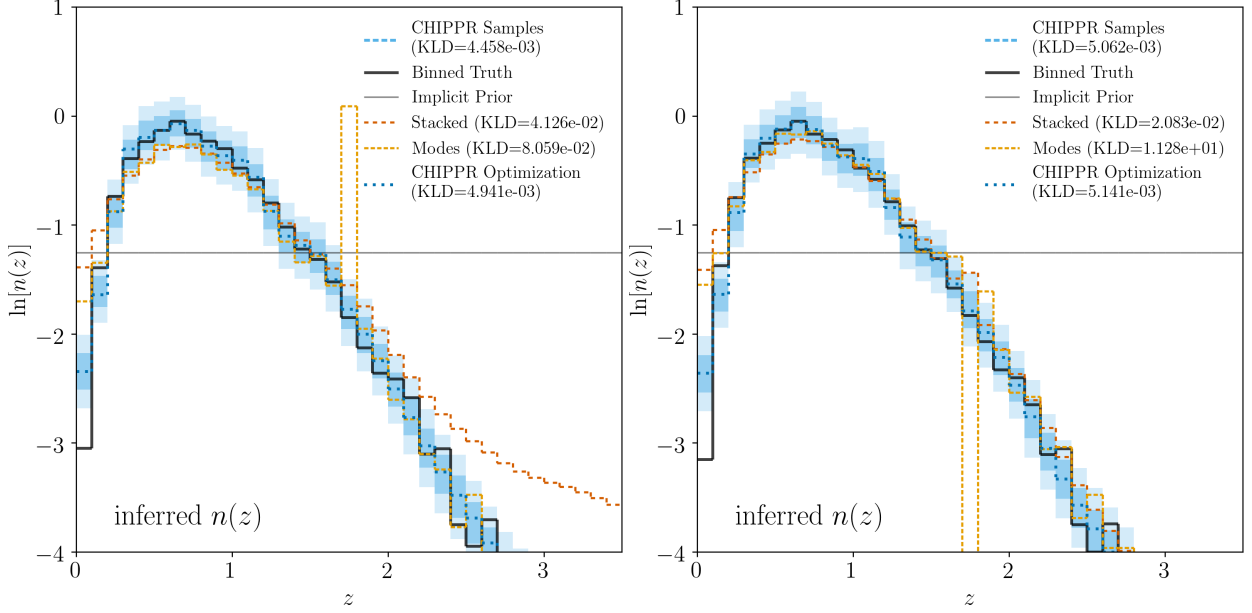 1
0
−1
−2
−3
−4
ln[n(z)]
0
1
2
3
z
CHIPPR Samples
(KLD=4.458e-03)
Binned Truth
Implicit Prior
Stacked (KLD=4.126e-02)
Modes (KLD=8.059e-02)
CHIPPR Optimization
(KLD=4.941e-03)
inferred n(z)
1
0
−1
−2
−3
−4
ln[n(z)]
0
1
2
3
z
CHIPPR Samples
(KLD=5.062e-03)
Binned Truth
Implicit Prior
Stacked (KLD=2.083e-02)
Modes (KLD=1.128e+01)
CHIPPR Optimization
(KLD=5.141e-03)
inferred n(z)